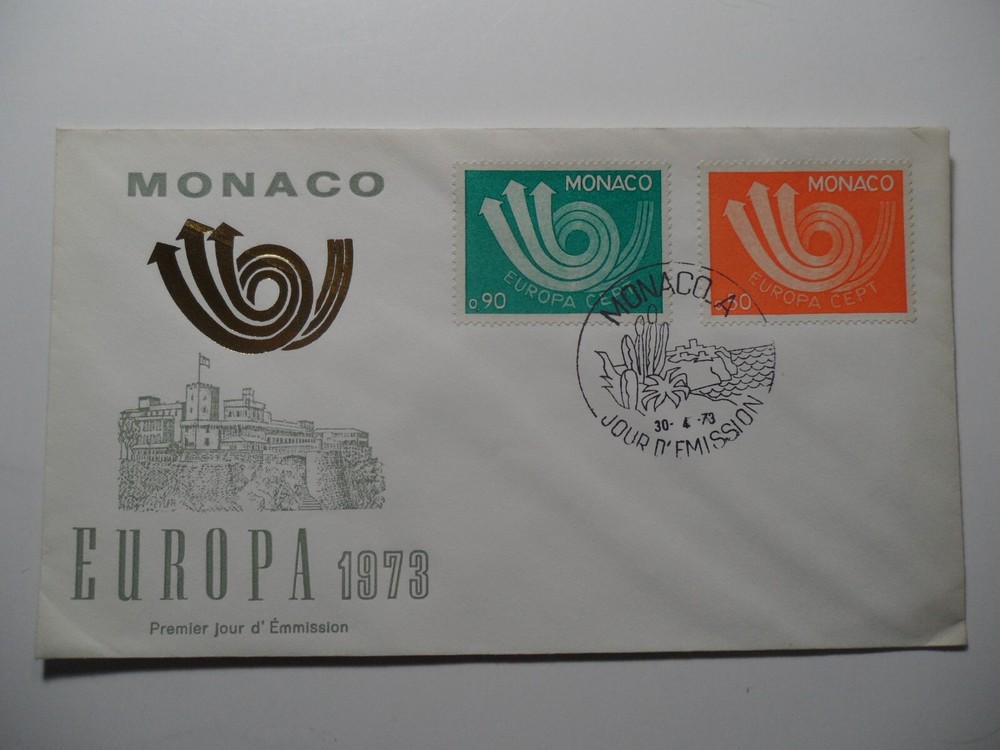 MONACO
EUROPA 1973
Premier jour d' Émmission
MONACO
EUROPA CEPT
0,90
MONACO
EUROPA CEPT
MONACO.A
30- 4 -73
JOUR D'EMISSION